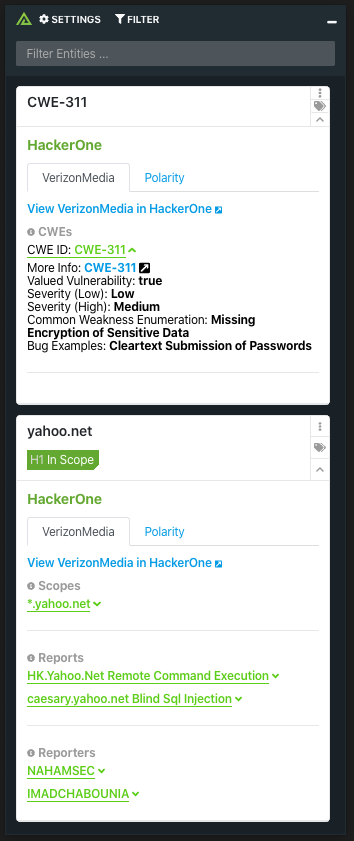 SETTINGS FILTER
Filter Entities ...
CWE-311
HackerOne
VerizonMedia Polarity
View VerizonMedia in HackerOne
CWEs
CWE ID: CWE-311
More Info: CWE-311
Valued Vulnerability: true
Severity (Low): Low
Severity (High): Medium
Common Weakness Enumeration: Missing
Encryption of Sensitive Data
Bug Examples: Cleartext Submission of Passwords
yahoo.net
H1 In Scope
HackerOne
VerizonMedia Polarity
View VerizonMedia in HackerOne
Scopes
*.yahoo.net
Reports
HK.Yahoo.Net Remote Command Execution
caesary.yahoo.net Blind Sql Injection
Reporters
NAHAMSEC
IMADCHABOUNIA